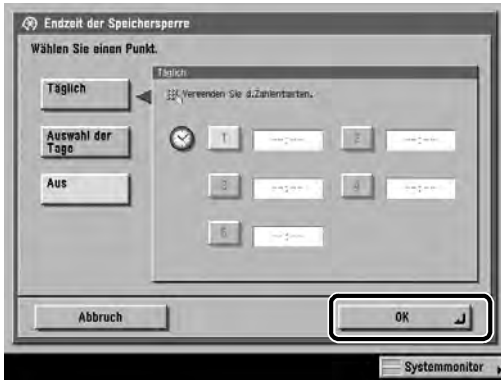 Endzeit der Speichersperre
Wählen Sie einen Punkt.
Täglich
Täglich
Verwenden Sie d.Zahlentasten.
Auswahl der
Tage
Aus
1 --:-- 2 --:--
3 --:-- 4 --:--
5 --:--
Abbruch
OK
Systemmonitor